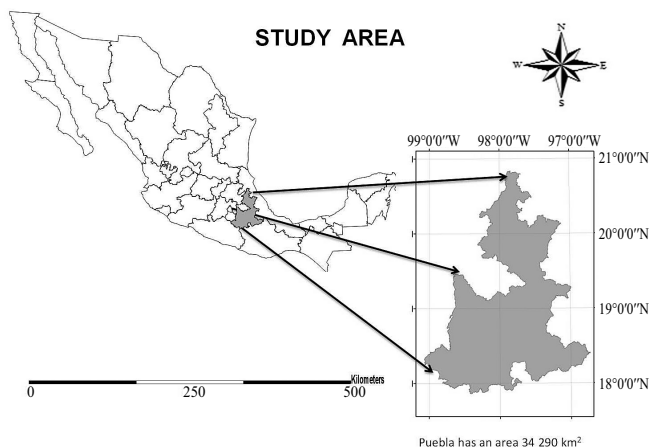 STUDY AREA
N
W E
S
99°0'0"W 98°0'0"W 97°0'0"W
21°0'0"N
20°0'0"N
19°0'0"N
18°0'0"N
Kilometers
0 250 500
Puebla has an area 34 290 km²